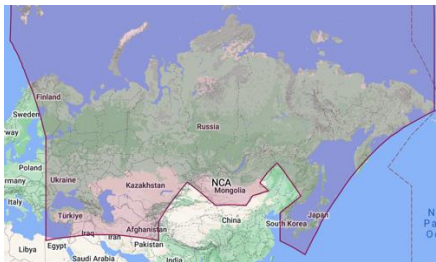 Finland
Sweden
rway
Russia
Poland
rmany
Ukraine
Kazakhstan
NCA
Mongolia
Italy
Türkiye
China
Japan
South Korea
Iraq
Iran
Afghanistan
Libya
Egypt
Pakistan
Saudi Arabia
India
N
Pa
O